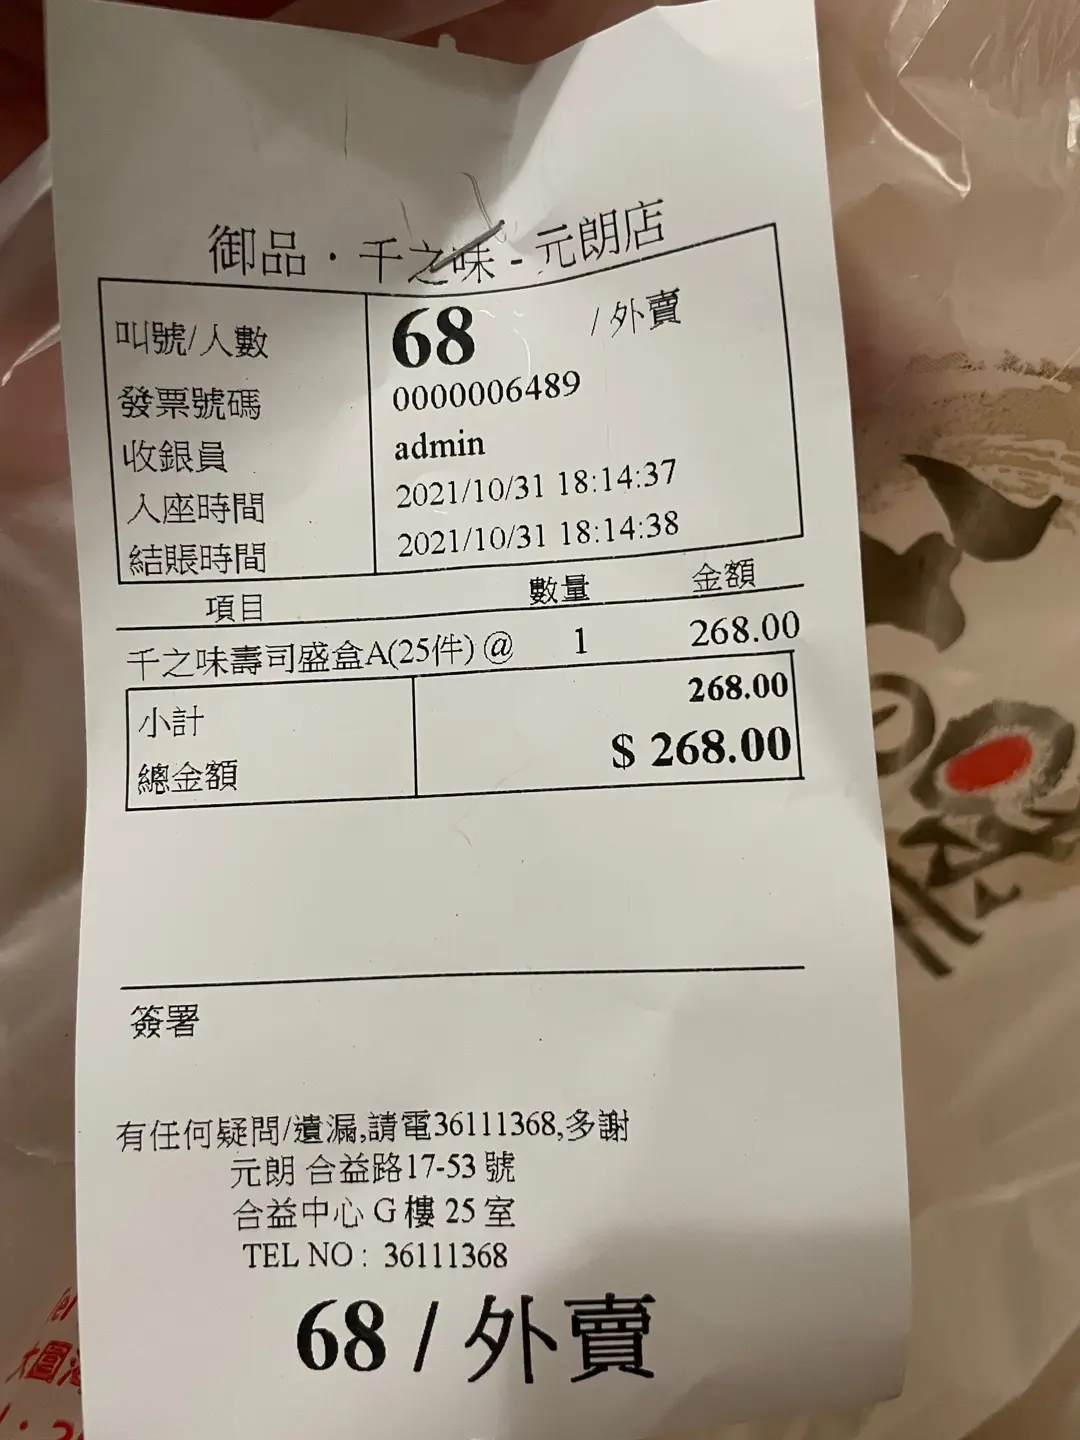 御品·千之味-元朗店
叫號/人數 68 /外賣
發票號碼 0000006489
收銀員 admin
入座時間 2021/10/31 18:14:37
結賬時間 2021/10/31 18:14:38
項目 數量 金額
千之味壽司盛盒A(25件) @ 1 268.00
小計 268.00
總金額 $ 268.00
簽署
有任何疑問/遺漏,請電36111368,多謝
元朗 合益路17-53 號
合益中心 G 樓 25 室
TEL NO : 36111368
68 / 外賣